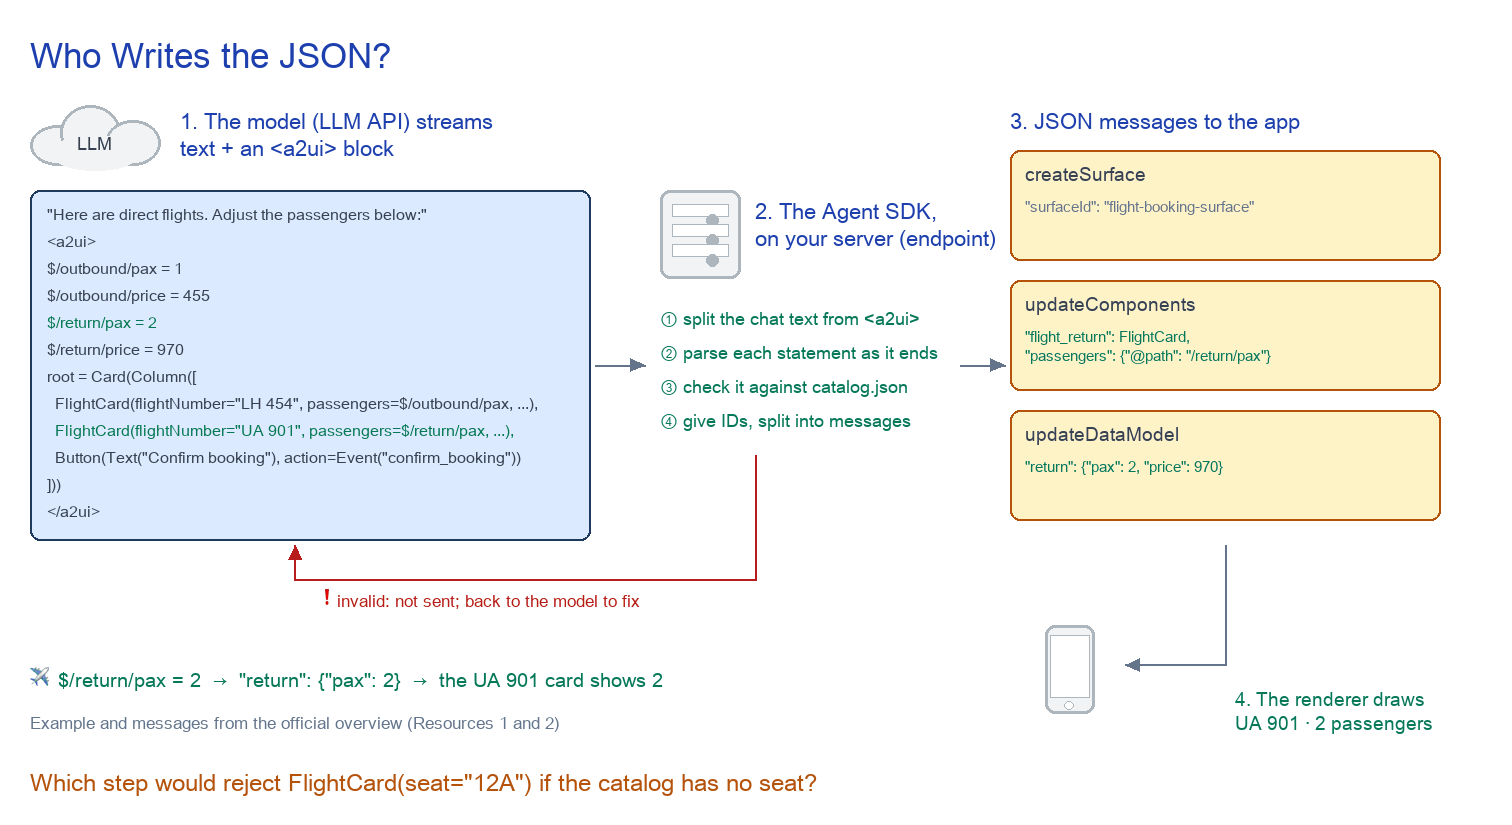 Who Writes the JSON?
LLM
1. The model (LLM API) streams
text + an <a2ui> block
"Here are direct flights. Adjust the passengers below:"
<a2ui>
$/outbound/pax = 1
$/outbound/price = 455
$/return/pax = 2
$/return/price = 970
root = Card(Column([
FlightCard(flightNumber="LH 454", passengers=$/outbound/pax, ...),
FlightCard(flightNumber="UA 901", passengers=$/return/pax, ...),
Button(Text("Confirm booking"), action=Event("confirm_booking"))
]))
</a2ui>
2. The Agent SDK,
on your server (endpoint)
① split the chat text from <a2ui>
② parse each statement as it ends
③ check it against catalog.json
④ give IDs, split into messages
! invalid: not sent; back to the model to fix
3. JSON messages to the app
createSurface
"surfaceId": "flight-booking-surface"
updateComponents
"flight_return": FlightCard,
"passengers": {"@path": "/return/pax"}
updateDataModel
"return": {"pax": 2, "price": 970}
4. The renderer draws
UA 901 · 2 passengers
✈ $/return/pax = 2 → "return": {"pax": 2} → the UA 901 card shows 2
Example and messages from the official overview (Resources 1 and 2)
Which step would reject FlightCard(seat="12A") if the catalog has no seat?